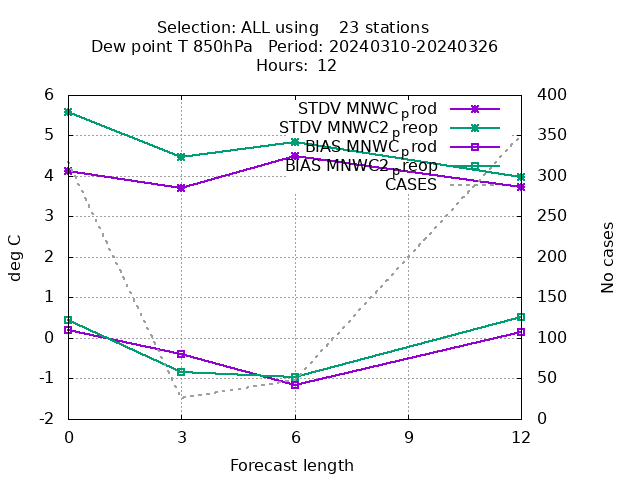 Selection: ALL using    23 stations
Dew point T 850hPa   Period: 20240310-20240326
Hours: 12
STDV MNWC_prod
STDV MNWC2_preop
BIAS MNWC_prod
BIAS MNWC2_preop
CASES
6
5
4
3
2
1
0
-1
-2
400
350
300
250
200
150
100
50
0
deg C
No cases
0 3 6 9 12
Forecast length